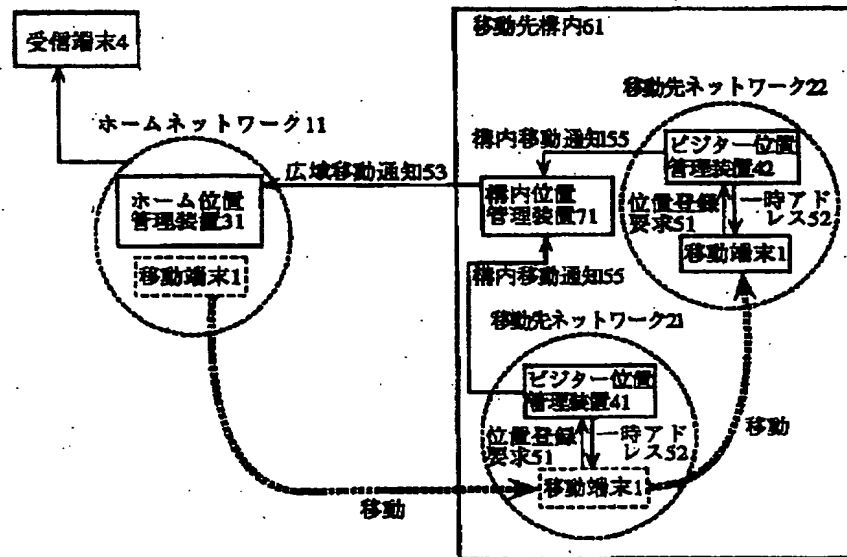 受信端末4
ホームネットワーク11
ホーム位置
管理装置31
移動端末1
広域移動通知53
移動先構内61
移動先ネットワーク22
構内移動通知55
ビジター位置
管理装置42
構内位置
管理装置71
位置登録
要求51
一時アド
レス52
移動端末1
構内移動通知55
移動先ネットワーク21
ビジター位置
管理装置41
位置登録
要求51
一時アド
レス52
移動端末1
移動
移動